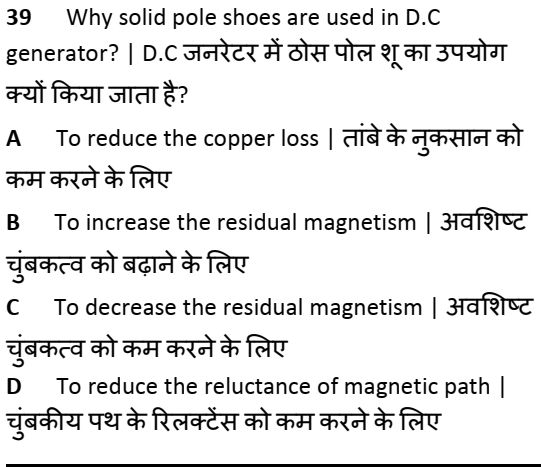 39 Why solid pole shoes are used in D.C
generator? | D.C जनरेटर में ठोस पोल शू का उपयोग
क्यों किया जाता है?
A To reduce the copper loss | तांबे के नुकसान को
कम करने के लिए
B To increase the residual magnetism | अवशिष्ट
चुंबकत्व को बढ़ाने के लिए
C To decrease the residual magnetism | अवशिष्ट
चुंबकत्व को कम करने के लिए
D To reduce the reluctance of magnetic path |
चुंबकीय पथ के रिलक्टेंस को कम करने के लिए